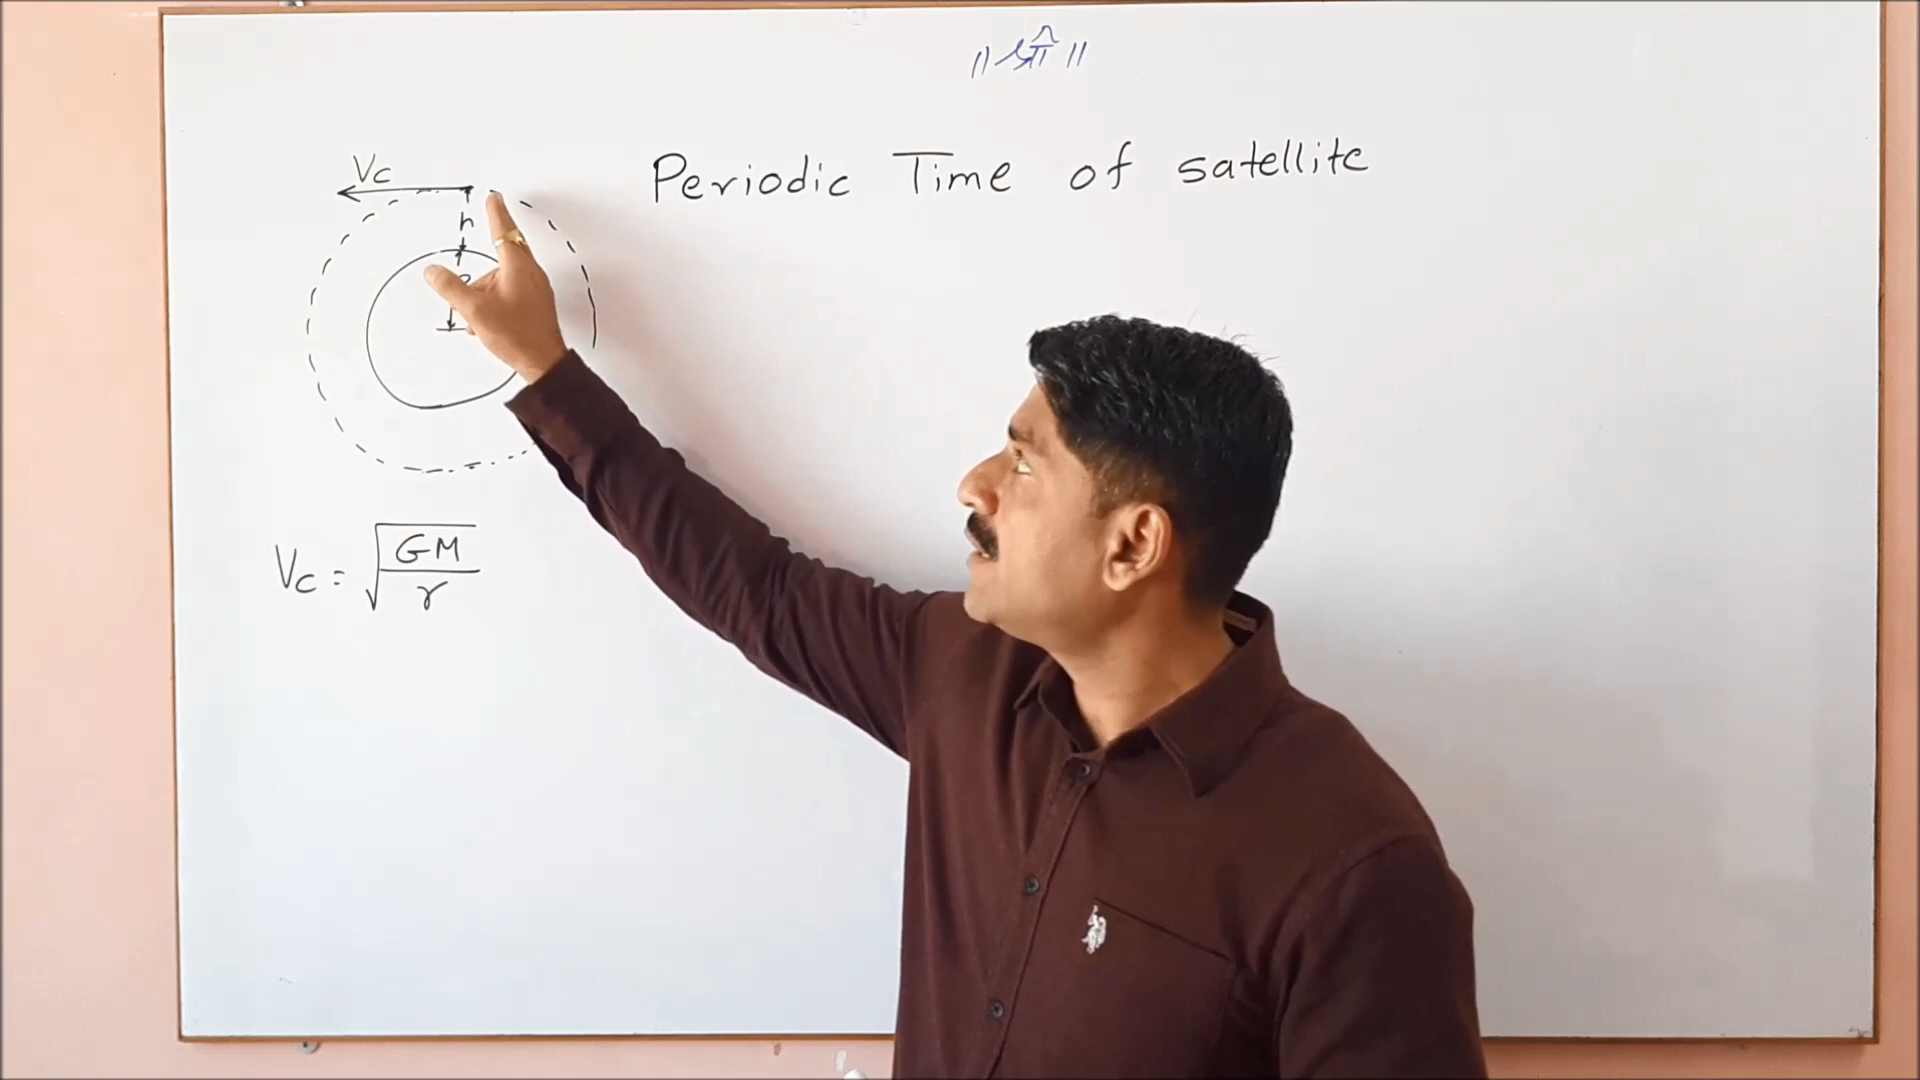 ॥ श्री ॥
Periodic Time of satellite
Vc
h
R
Vc = √(GM/r)